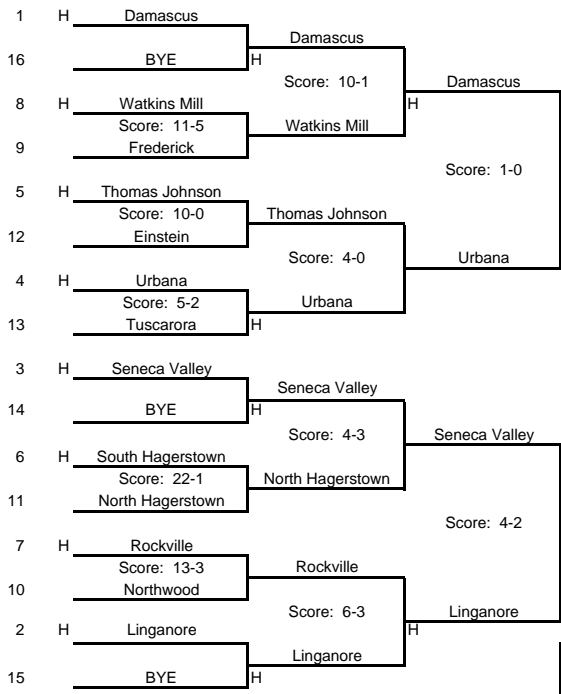 1 H Damascus
Damascus
16 BYE H
Score: 10-1 Damascus
8 H Watkins Mill H
Score: 11-5 Watkins Mill
9 Frederick
Score: 1-0
5 H Thomas Johnson
Score: 10-0 Thomas Johnson
12 Einstein
Score: 4-0 Urbana
4 H Urbana
Score: 5-2 Urbana
13 Tuscarora H
3 H Seneca Valley
Seneca Valley
14 BYE H
Score: 4-3 Seneca Valley
6 H South Hagerstown
Score: 22-1 North Hagerstown
11 North Hagerstown
Score: 4-2
7 H Rockville
Score: 13-3 Rockville
10 Northwood
Score: 6-3 Linganore
2 H Linganore H
Linganore
15 BYE H